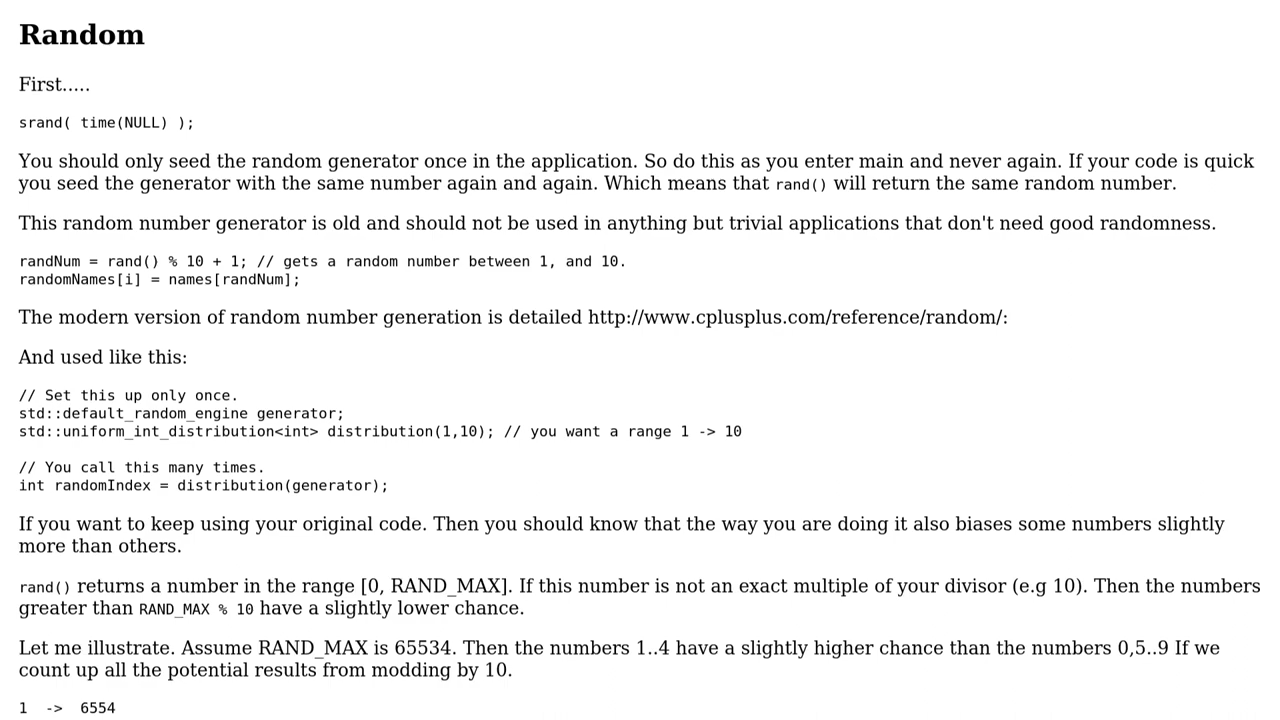 Random
First.....
srand( time(NULL) );
You should only seed the random generator once in the application. So do this as you enter main and never again. If your code is quick
you seed the generator with the same number again and again. Which means that rand() will return the same random number.
This random number generator is old and should not be used in anything but trivial applications that don't need good randomness.
randNum = rand() % 10 + 1; // gets a random number between 1, and 10.
randomNames[i] = names[randNum];
The modern version of random number generation is detailed http://www.cplusplus.com/reference/random/:
And used like this:
// Set this up only once.
std::default_random_engine generator;
std::uniform_int_distribution<int> distribution(1,10); // you want a range 1 -> 10
// You call this many times.
int randomIndex = distribution(generator);
If you want to keep using your original code. Then you should know that the way you are doing it also biases some numbers slightly
more than others.
rand() returns a number in the range [0, RAND_MAX]. If this number is not an exact multiple of your divisor (e.g 10). Then the numbers
greater than RAND_MAX % 10 have a slightly lower chance.
Let me illustrate. Assume RAND_MAX is 65534. Then the numbers 1..4 have a slightly higher chance than the numbers 0,5..9 If we
count up all the potential results from modding by 10.
1  ->  6554